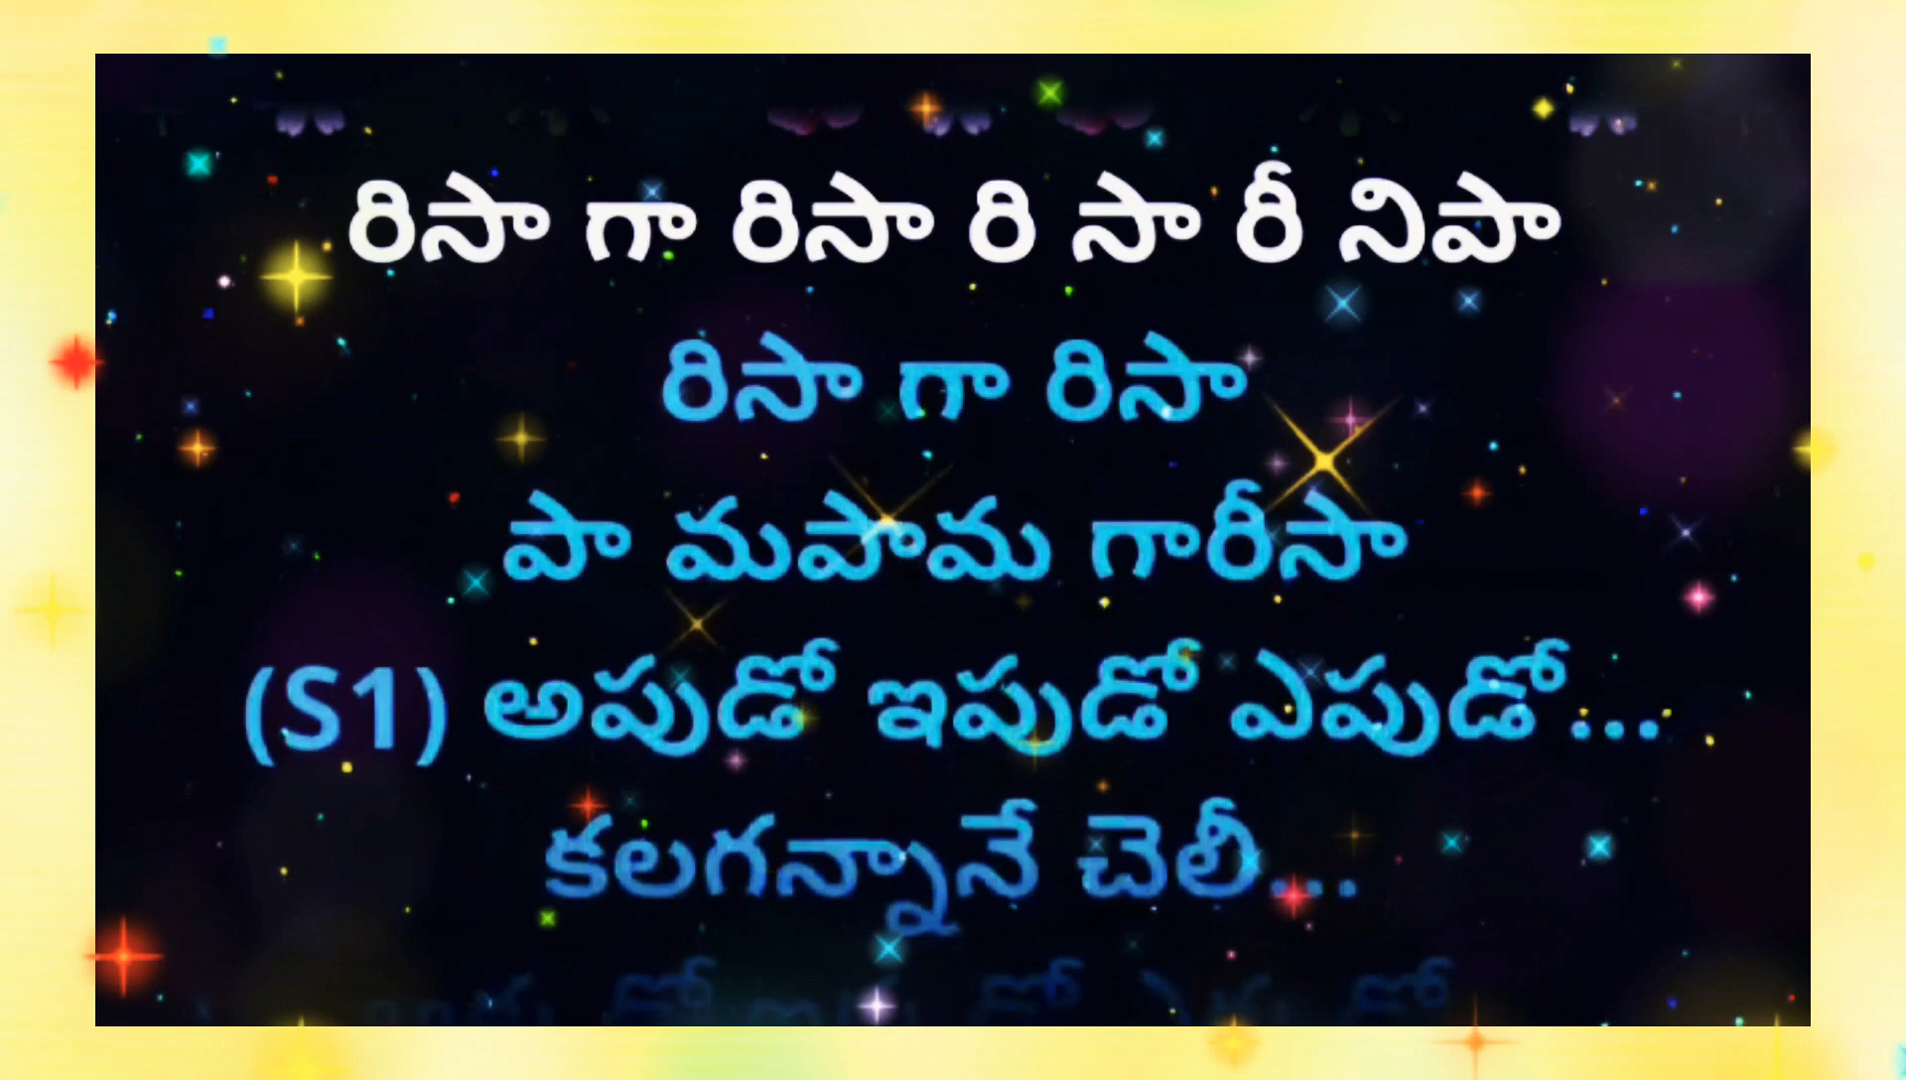 రిసా గా రిసా రి సా రీ నిపా
రిసా గా రిసా
పా మపామ గారీసా
(S1) అపుడో ఇపుడో ఎపుడో...
కలగన్నానే చెలీ...